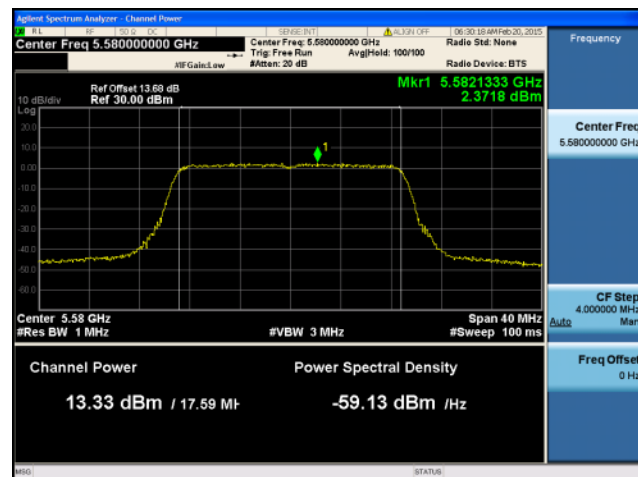 Agilent Spectrum Analyzer - Channel Power
RL RF 50 Ω DC SENSE:INT ALIGN OFF 06:30:18 AM Feb 20, 2015
Center Freq 5.580000000 GHz Center Freq: 5.580000000 GHz Radio Std: None Frequency
Trig: Free Run Avg|Hold: 100/100
#IFGain:Low #Atten: 20 dB Radio Device: BTS
Ref Offset 13.68 dB Mkr1 5.5821333 GHz
10 dB/div Ref 30.00 dBm 2.3718 dBm
Log
20.0
10.0
0.00
-10.0
-20.0
-30.0
-40.0
-50.0
60.0
1
Center Freq
5.580000000 GHz
Center 5.58 GHz Span 40 MHz
#Res BW 1 MHz #VBW 3 MHz #Sweep 100 ms
CF Step
4.000000 MHz
Auto Man
Channel Power Power Spectral Density
13.33 dBm / 17.59 MH -59.13 dBm /Hz
Freq Offset
0 Hz
MSG STATUS